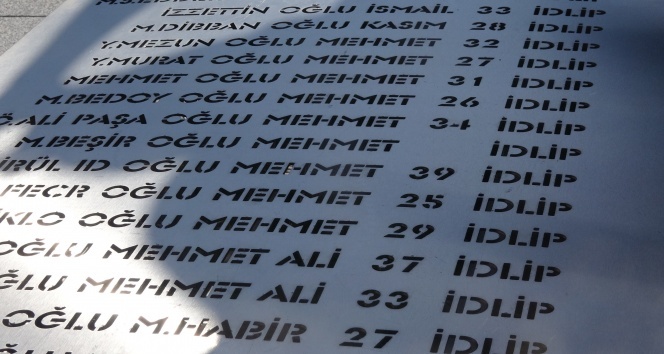 İZZETTİN OĞLU İSMAİL 33 İDLİP
M.DİBBAN OĞLU KASIM 28 İDLİP
Y.MEZUN OĞLU MEHMET 32 İDLİP
Y.MURAT OĞLU MEHMET 27 İDLİP
MEHMET OĞLU MEHMET 31 İDLİP
M.BEDOY OĞLU MEHMET 26 İDLİP
ALİ PAŞA OĞLU MEHMET 34 İDLİP
M.BEŞİR OĞLU MEHMET İDLİP
ID OĞLU MEHMET 39 İDLİP
FECR OĞLU MEHMET 25 İDLİP
OĞLU MEHMET 29 İDLİP
OĞLU MEHMET ALİ 37 İDLİP
MEHMET ALİ 33 İDLİP
OĞLU M.HABİR 27 İDLİP